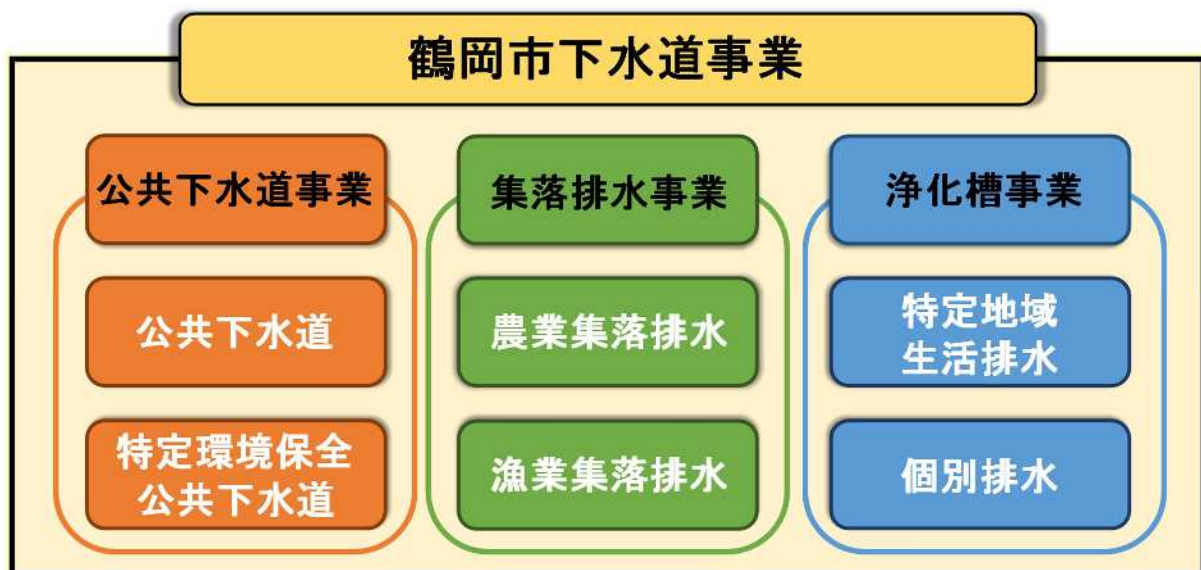 鶴岡市下水道事業
公共下水道事業
公共下水道
特定環境保全
公共下水道
集落排水事業
農業集落排水
漁業集落排水
浄化槽事業
特定地域
生活排水
個別排水